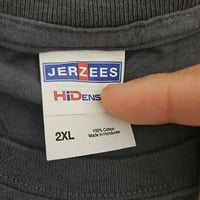 JERZEES
HiDENS
2XL
100% Cotton
Made in Honduras